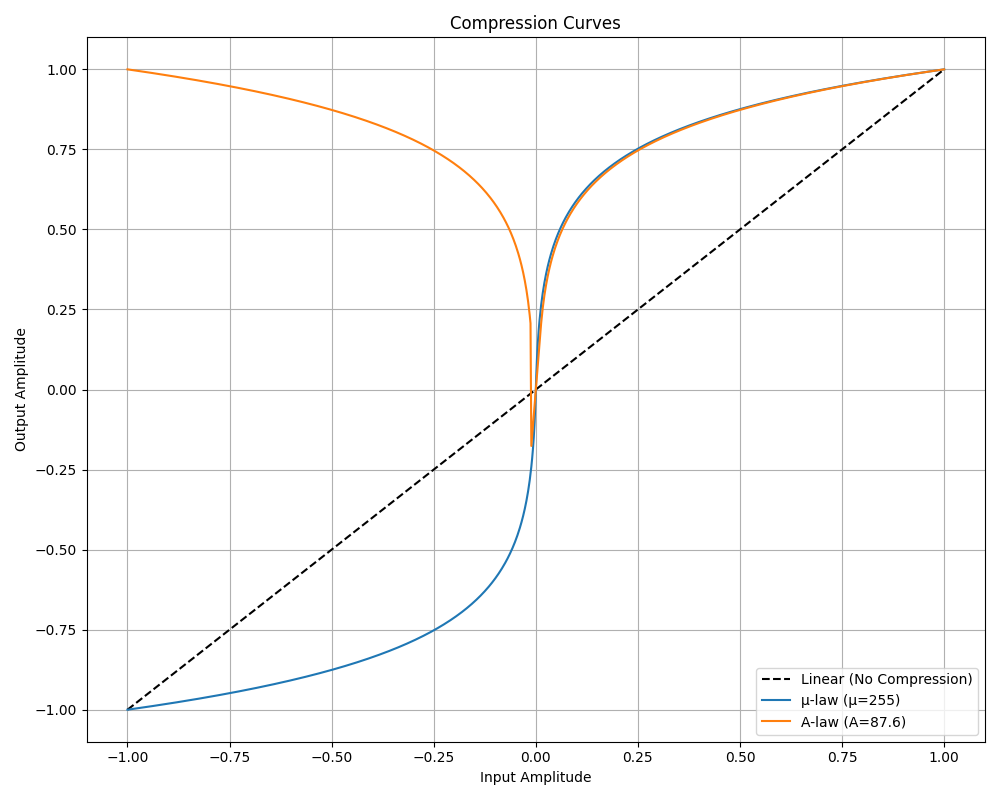 Compression Curves
Output Amplitude
1.00
0.75
0.50
0.25
0.00
−0.25
−0.50
−0.75
−1.00
Linear (No Compression)
μ-law (μ=255)
A-law (A=87.6)
−1.00 −0.75 −0.50 −0.25 0.00 0.25 0.50 0.75 1.00
Input Amplitude